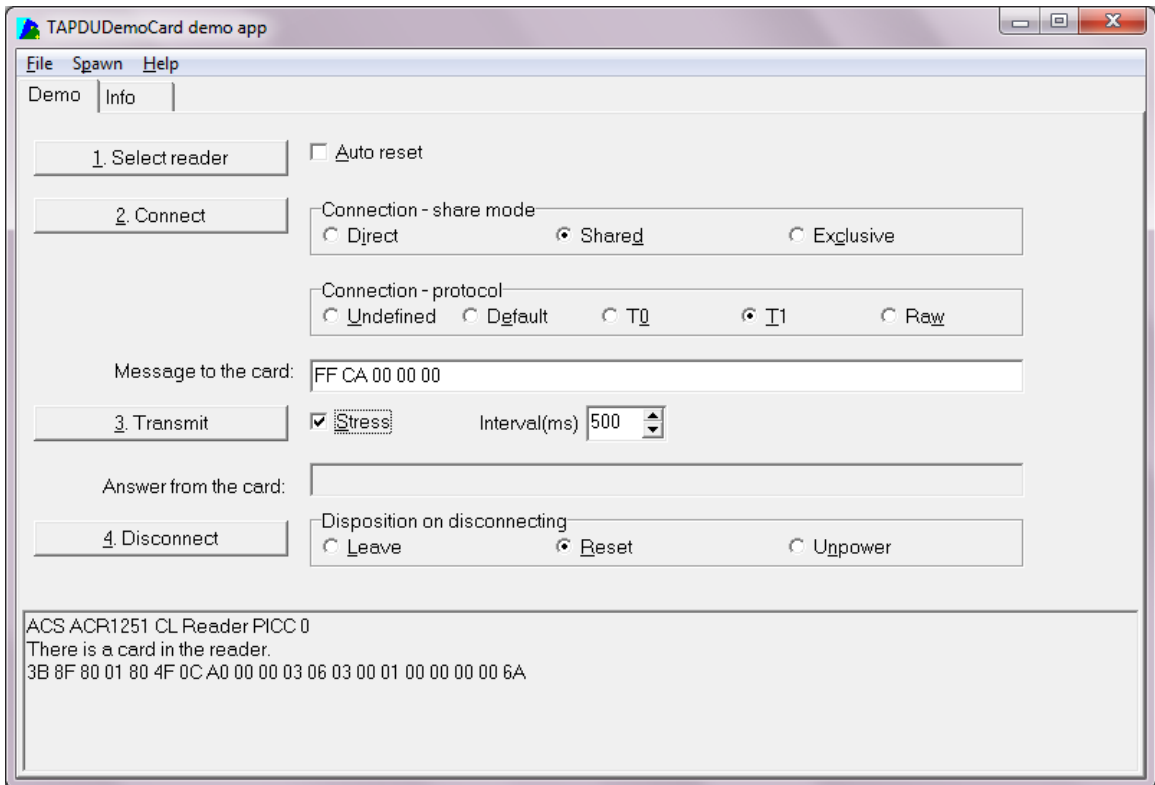 TAPDUDemoCard demo app
File Spawn Help
Demo Info
1. Select reader Auto reset
2. Connect Connection - share mode
Direct Shared Exclusive
Connection - protocol
Undefined Default T0 T1 Raw
Message to the card: FF CA 00 00 00
3. Transmit Stress Interval(ms) 500
Answer from the card:
4. Disconnect Disposition on disconnecting
Leave Reset Unpower
ACS ACR1251 CL Reader PICC 0
There is a card in the reader.
3B 8F 80 01 80 4F 0C A0 00 00 03 06 03 00 01 00 00 00 00 6A